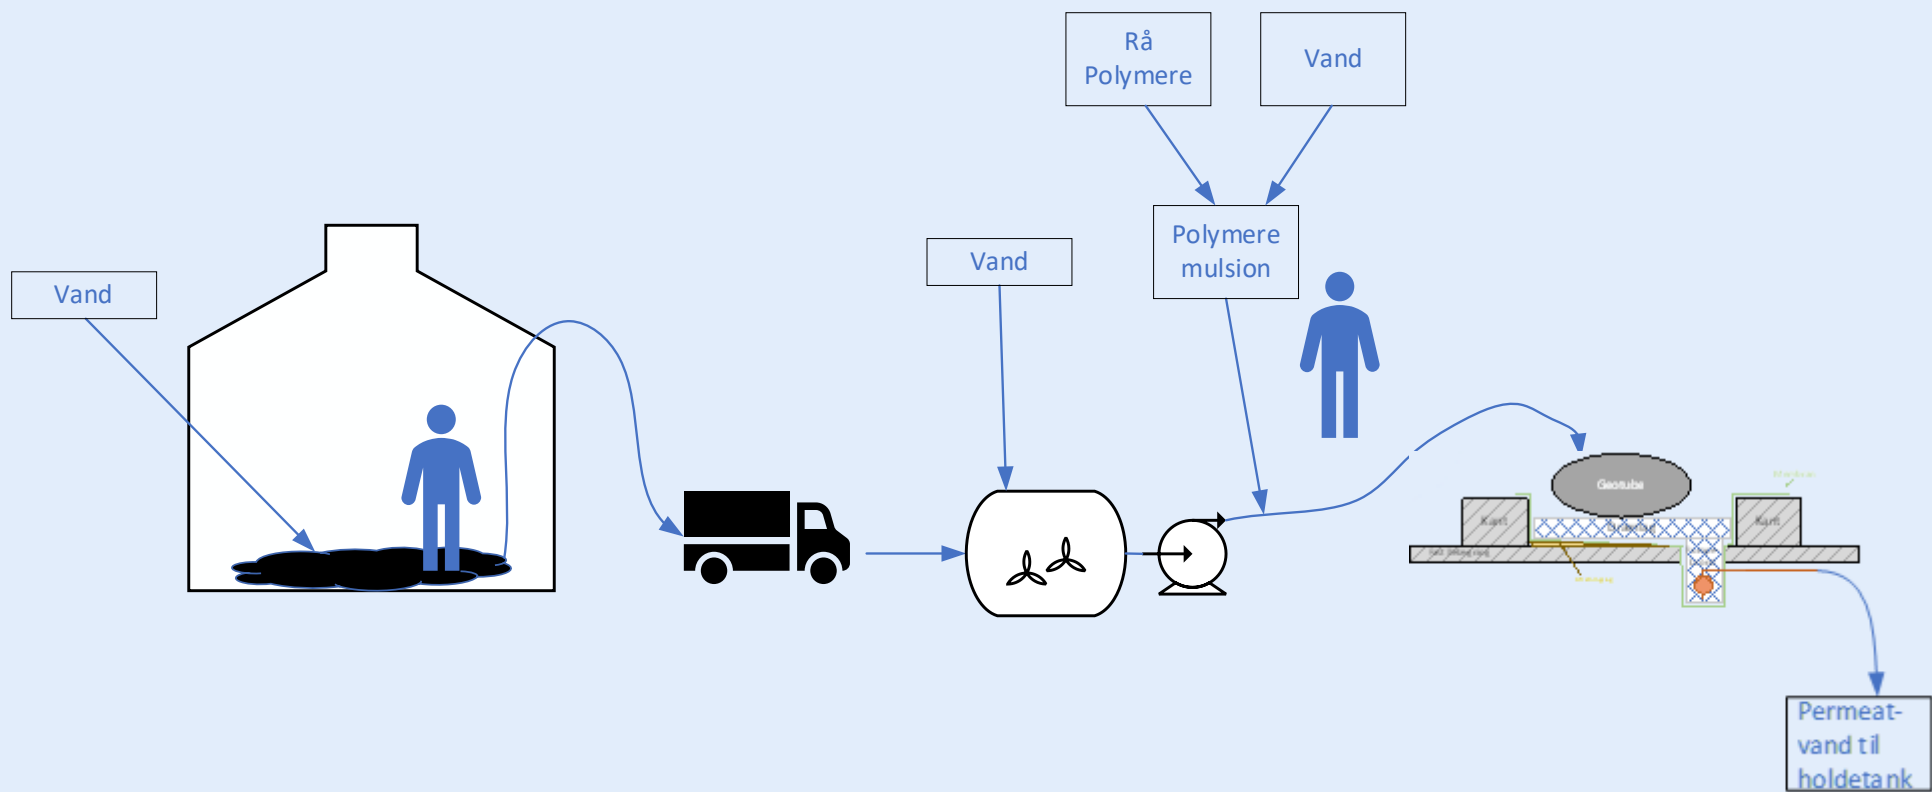 Rå
Polymere
Vand
Polymere
mulsion
Vand
Vand
Geotube
Kant
Kant
Permeat-
vand til
holdetank